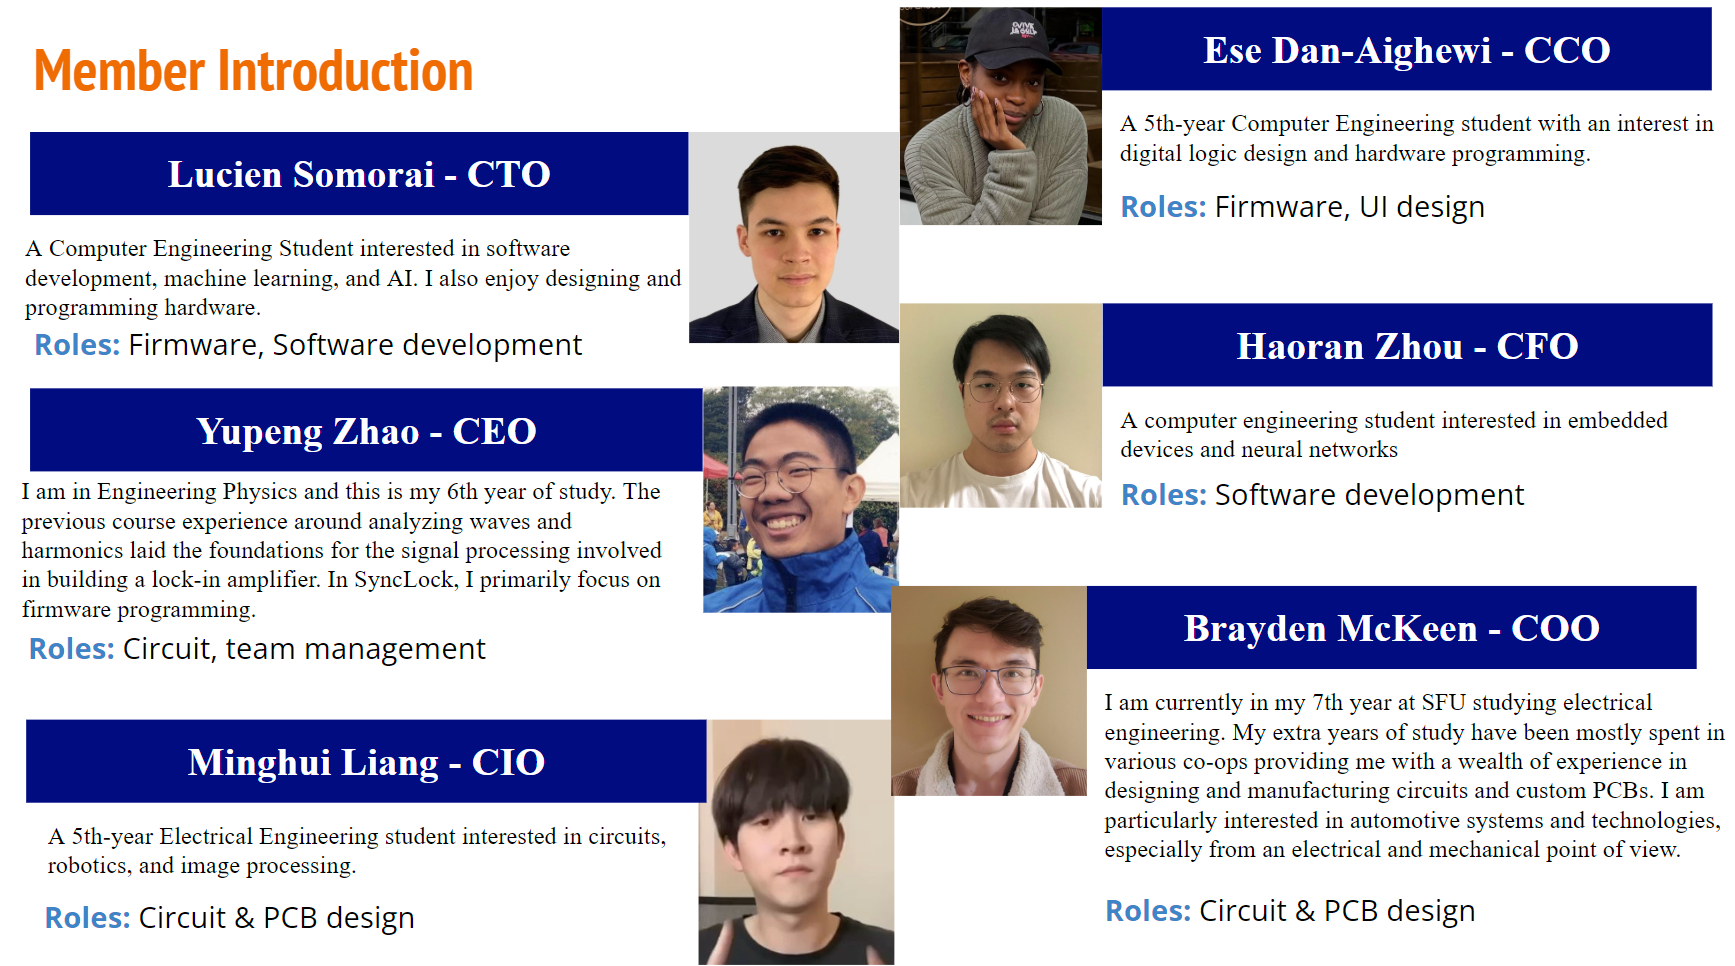 Member Introduction
Lucien Somorai - CTO
A Computer Engineering Student interested in software
development, machine learning, and AI. I also enjoy designing and
programming hardware.
Roles: Firmware, Software development
Yupeng Zhao - CEO
I am in Engineering Physics and this is my 6th year of study. The
previous course experience around analyzing waves and
harmonics laid the foundations for the signal processing involved
in building a lock-in amplifier. In SyncLock, I primarily focus on
firmware programming.
Roles: Circuit, team management
Minghui Liang - CIO
A 5th-year Electrical Engineering student interested in circuits,
robotics, and image processing.
Roles: Circuit & PCB design
Ese Dan-Aighewi - CCO
A 5th-year Computer Engineering student with an interest in
digital logic design and hardware programming.
Roles: Firmware, UI design
Haoran Zhou - CFO
A computer engineering student interested in embedded
devices and neural networks
Roles: Software development
Brayden McKeen - COO
I am currently in my 7th year at SFU studying electrical
engineering. My extra years of study have been mostly spent in
various co-ops providing me with a wealth of experience in
designing and manufacturing circuits and custom PCBs. I am
particularly interested in automotive systems and technologies,
especially from an electrical and mechanical point of view.
Roles: Circuit & PCB design